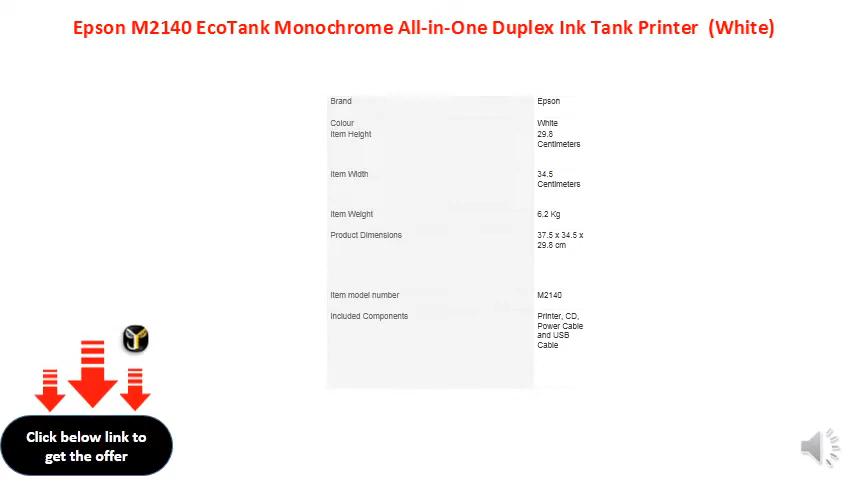 Epson M2140 EcoTank Monochrome All-in-One Duplex Ink Tank Printer (White)
Brand Epson
Colour White
Item Height 29.8
Centimeters
Item Width 34.5
Centimeters
Item Weight 6.2 Kg
Product Dimensions 37.5 x 34.5 x
29.8 cm
Item model number M2140
Included Components Printer, CD,
Power Cable
and USB
Cable
Click below link to
get the offer